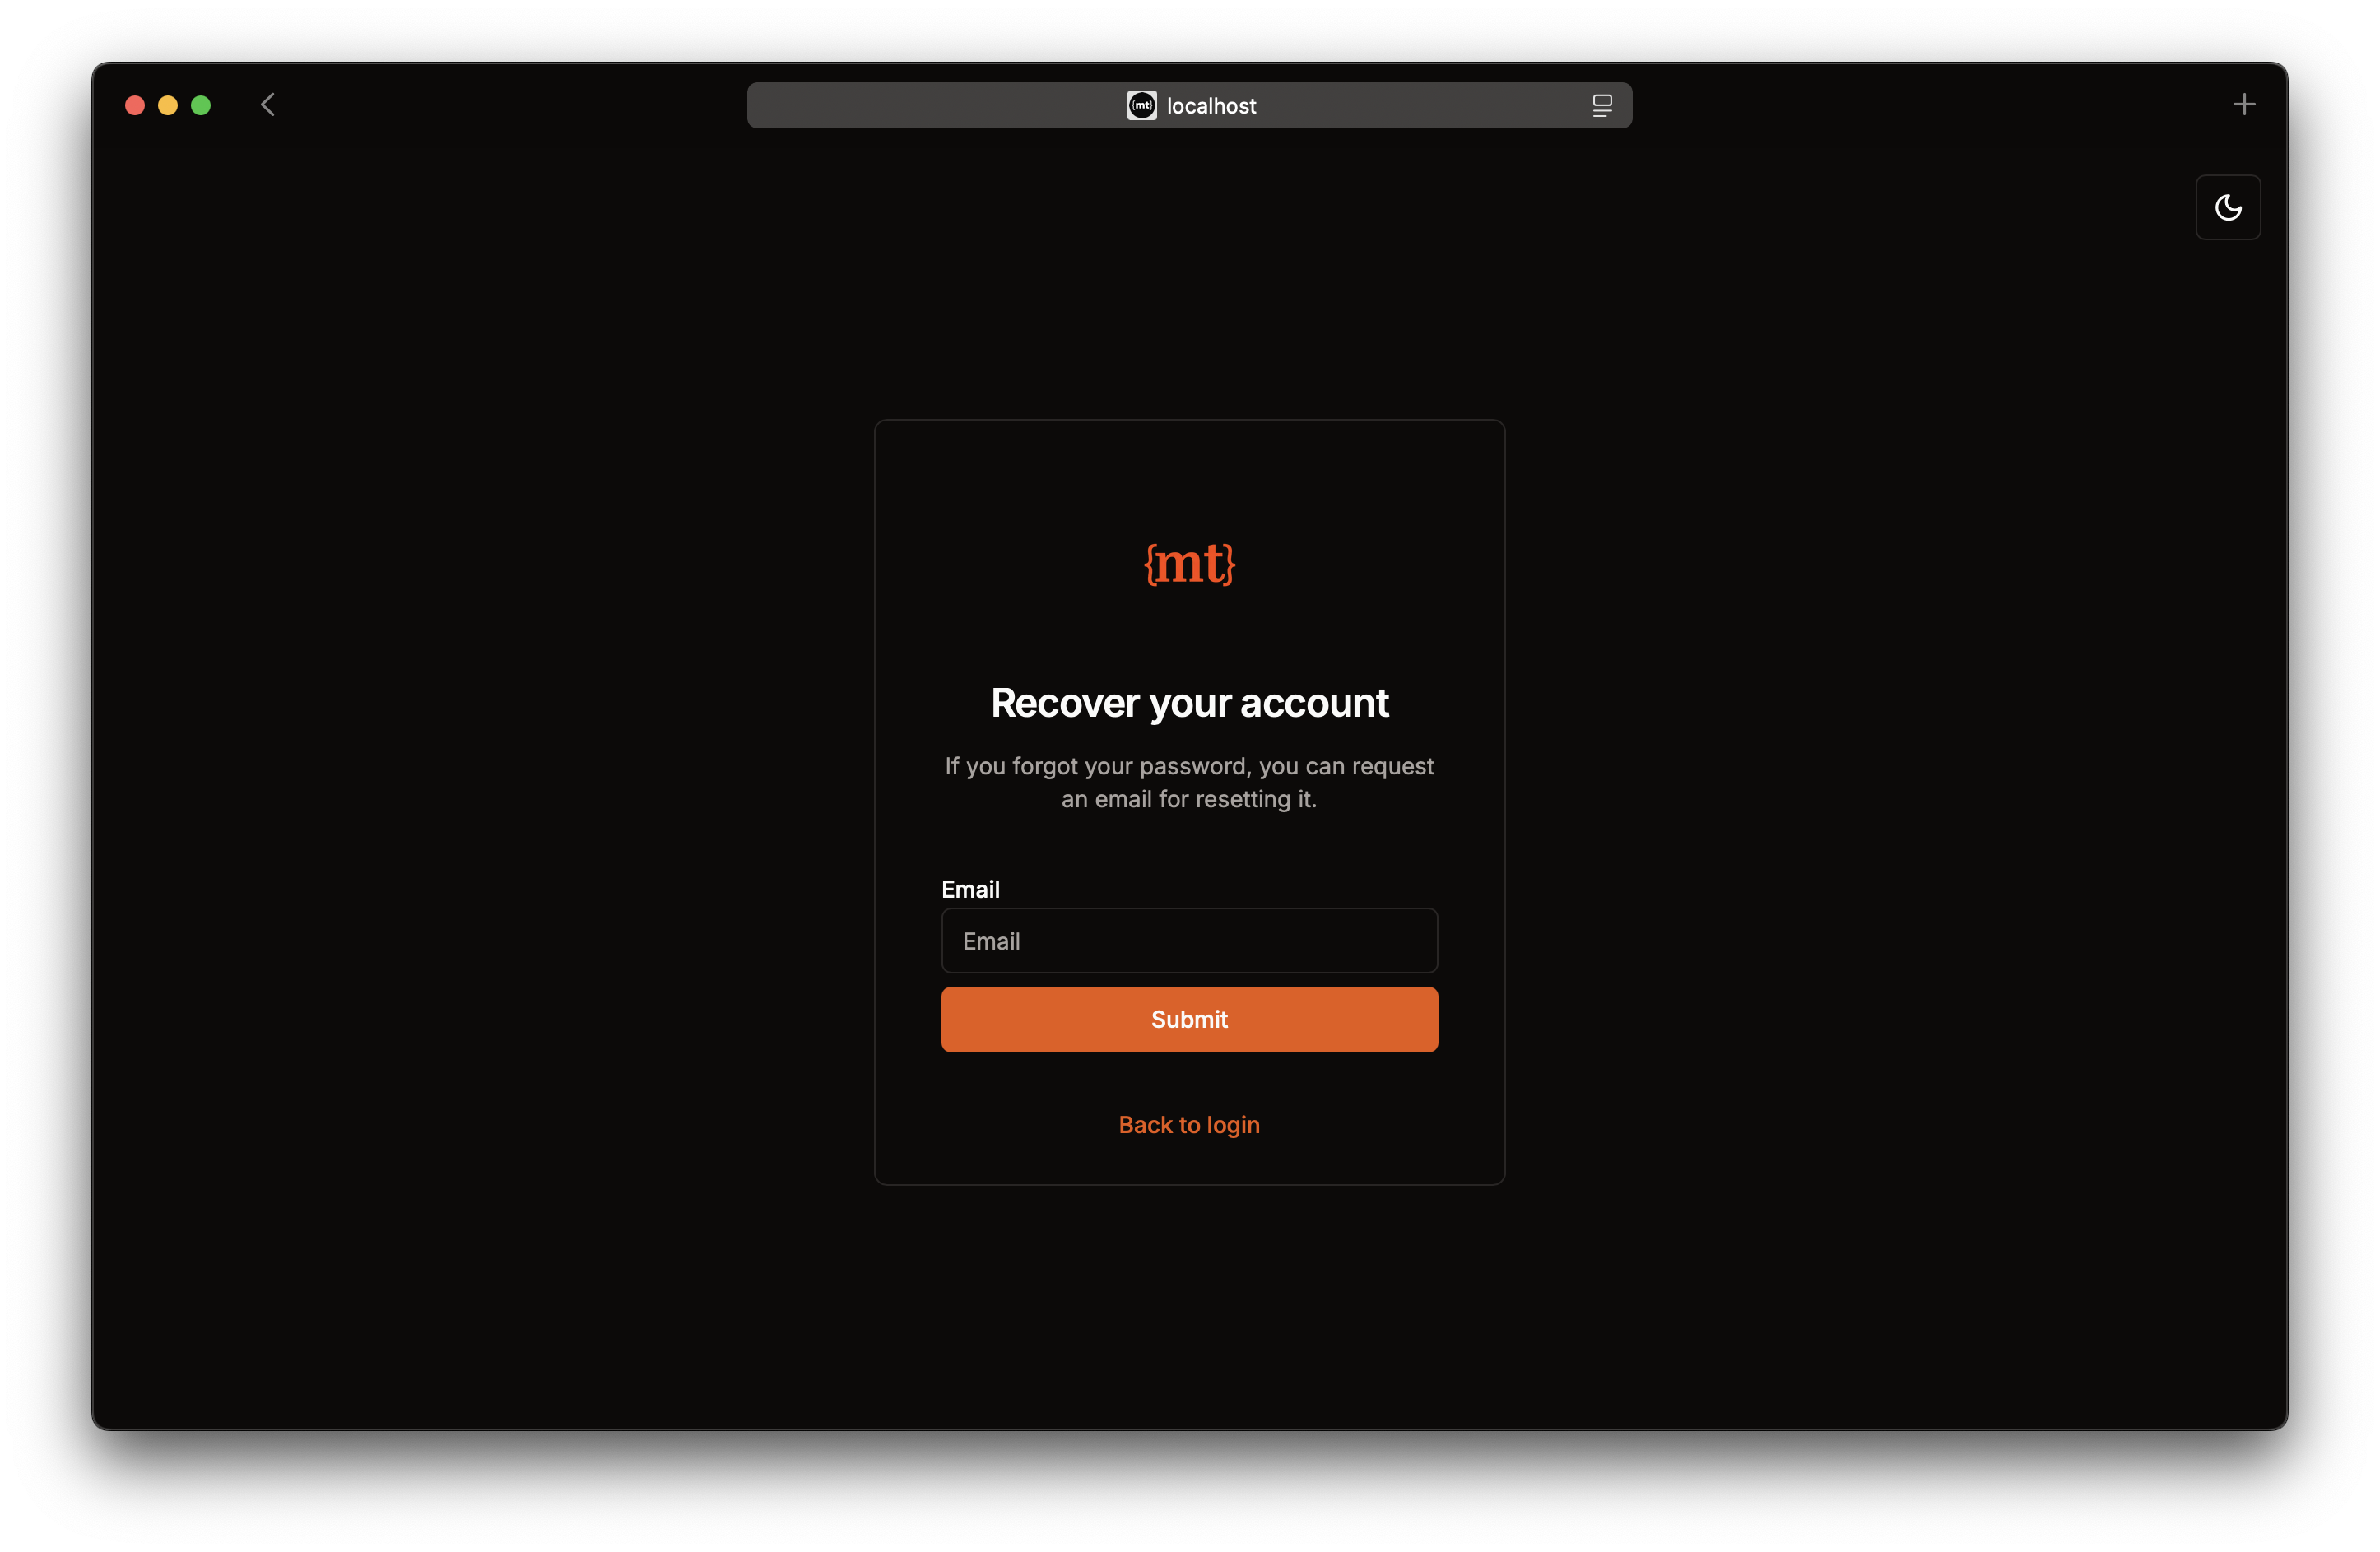 {mt} localhost
{mt}
Recover your account
If you forgot your password, you can request
an email for resetting it.
Email
Email
Submit
Back to login